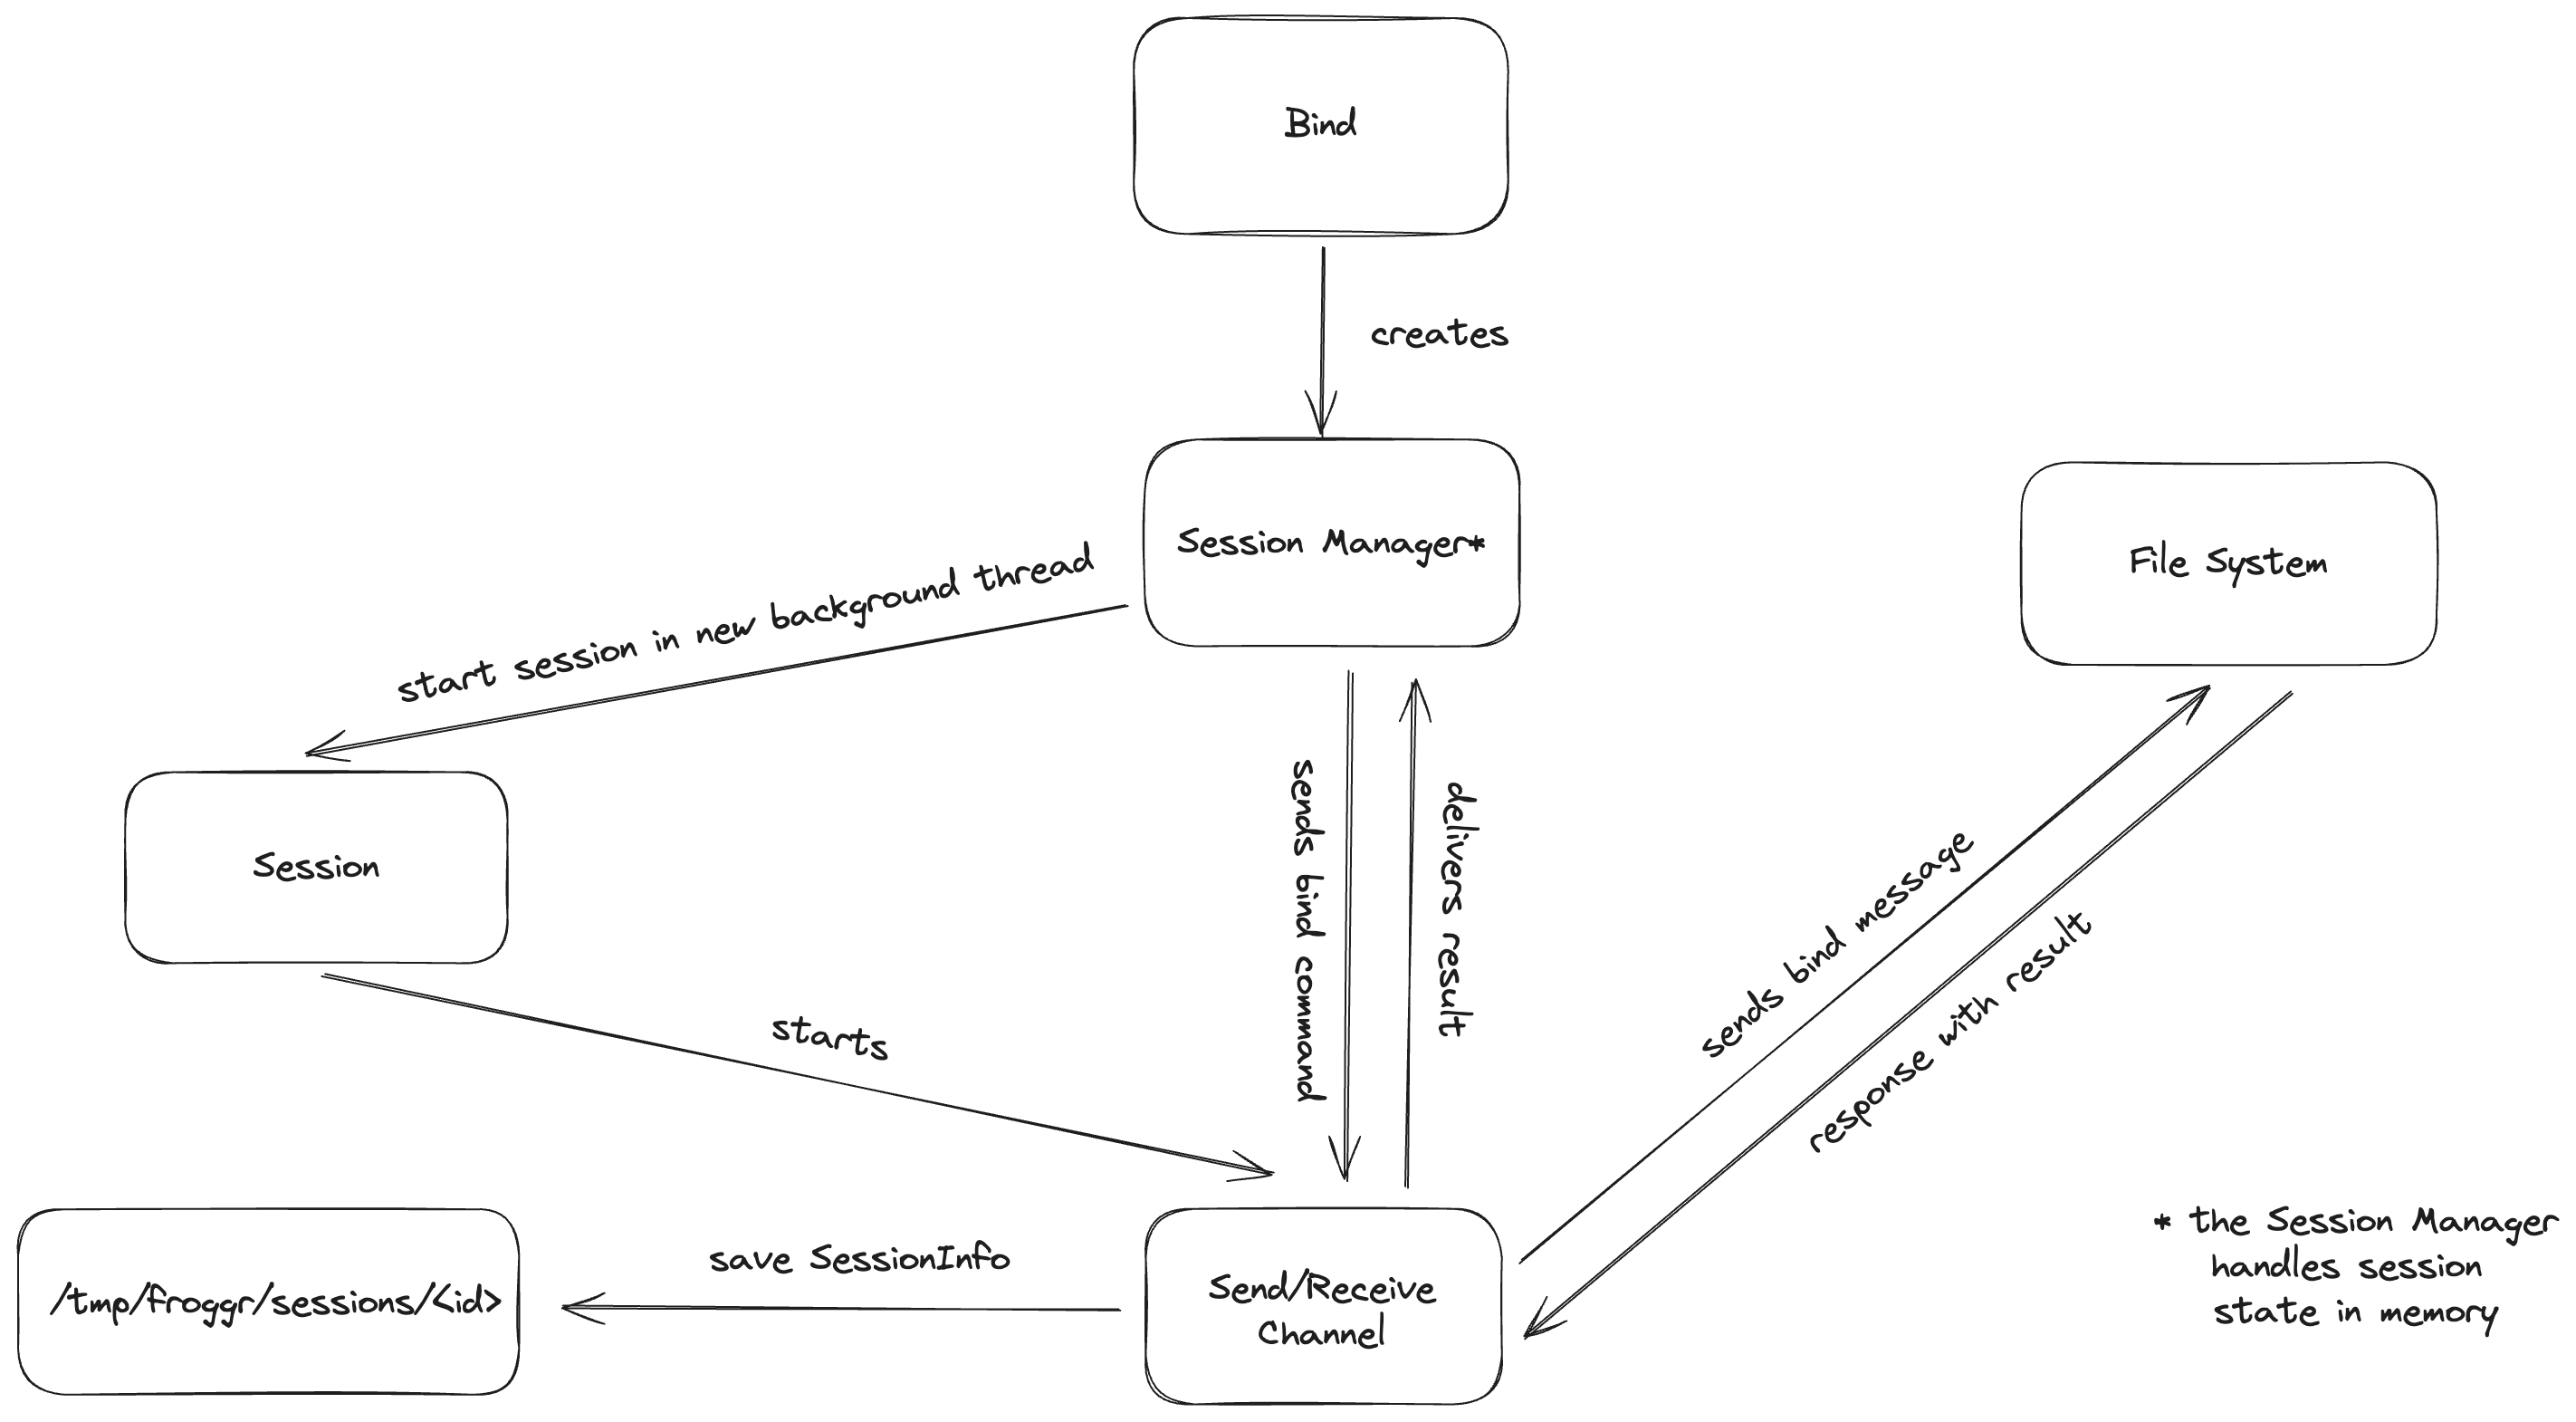 Bind
creates
Session Manager*
File System
start session in new background thread
Session
sends bind command
delivers result
sends bind message
response with result
starts
save SessionInfo
/tmp/froggr/sessions/<id>
Send/Receive
Channel
* the Session Manager
handles session
state in memory